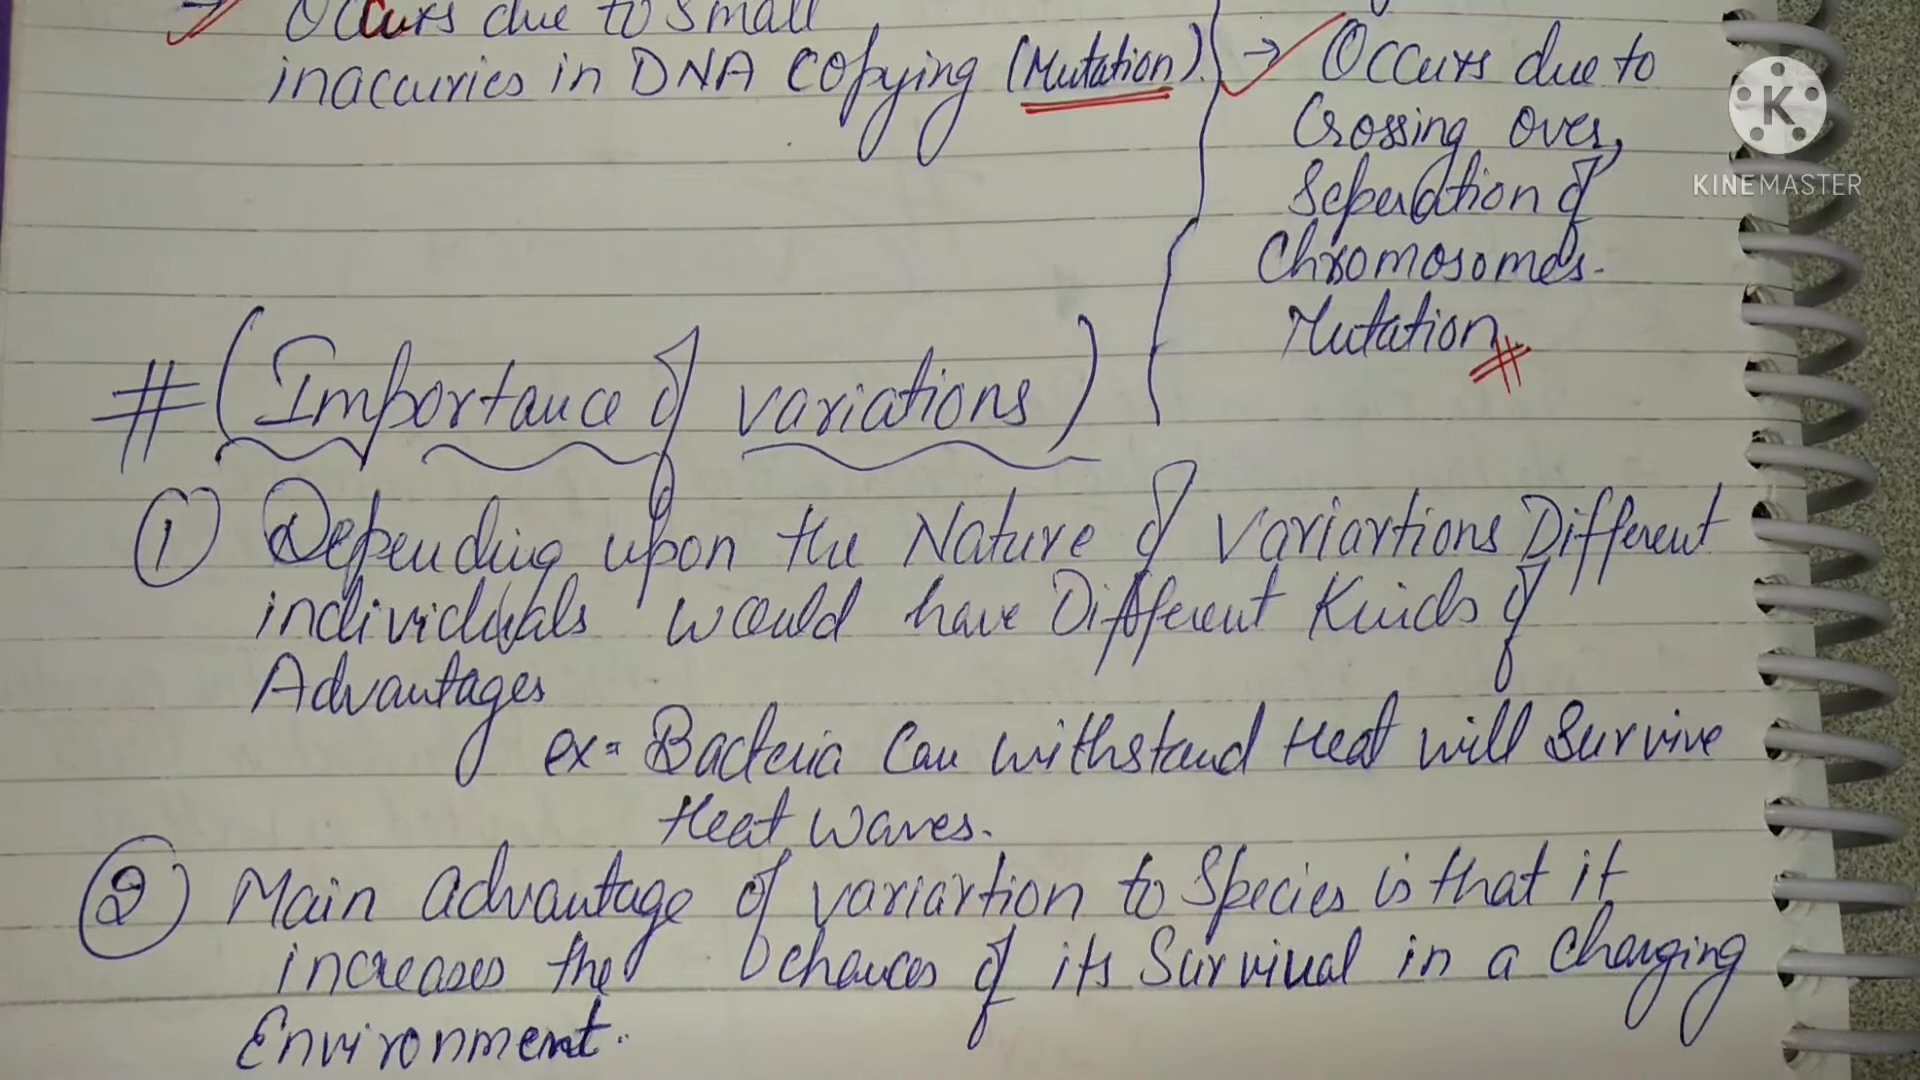 → Occurs due to small
inaccuries in DNA Copying (Mutation).
→ Occurs due to
Crossing over,
Seperation of
Chromosomes.
Mutation
# (Importance of variations)
① Depending upon the Nature of Variartions Different
individuals would have Different Kinds of
Advantages
ex= Bacteria Can withstand Heat will Survive
Heat waves.
② Main advantage of variartion to Species is that it
increases the chances of its Survival in a Changing
Environment.
K
KINEMASTER